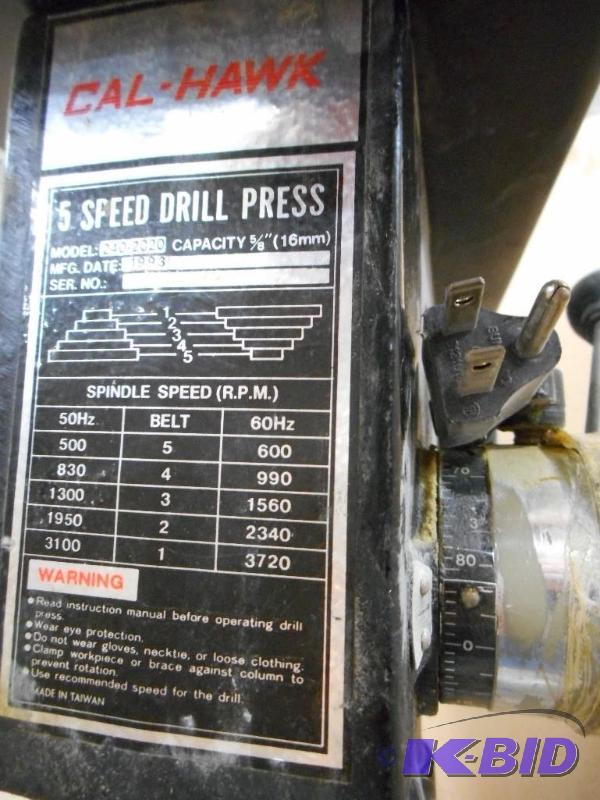 CAL-HAWK
5 SPEED DRILL PRESS
MODEL: 240-2020 CAPACITY 5/8" (16mm)
MFG. DATE: 1993
SER. NO.:
1
2
3
4
5
SPINDLE SPEED (R.P.M.)
50Hz BELT 60Hz
500 5 600
830 4 990
1300 3 1560
1950 2 2340
3100 1 3720
WARNING
•Read instruction manual before operating drill
press.
•Wear eye protection.
•Do not wear gloves, necktie, or loose clothing.
•Clamp workpiece or brace against column to
prevent rotation.
•Use recommended speed for the drill.
MADE IN TAIWAN
80
0
K-BID